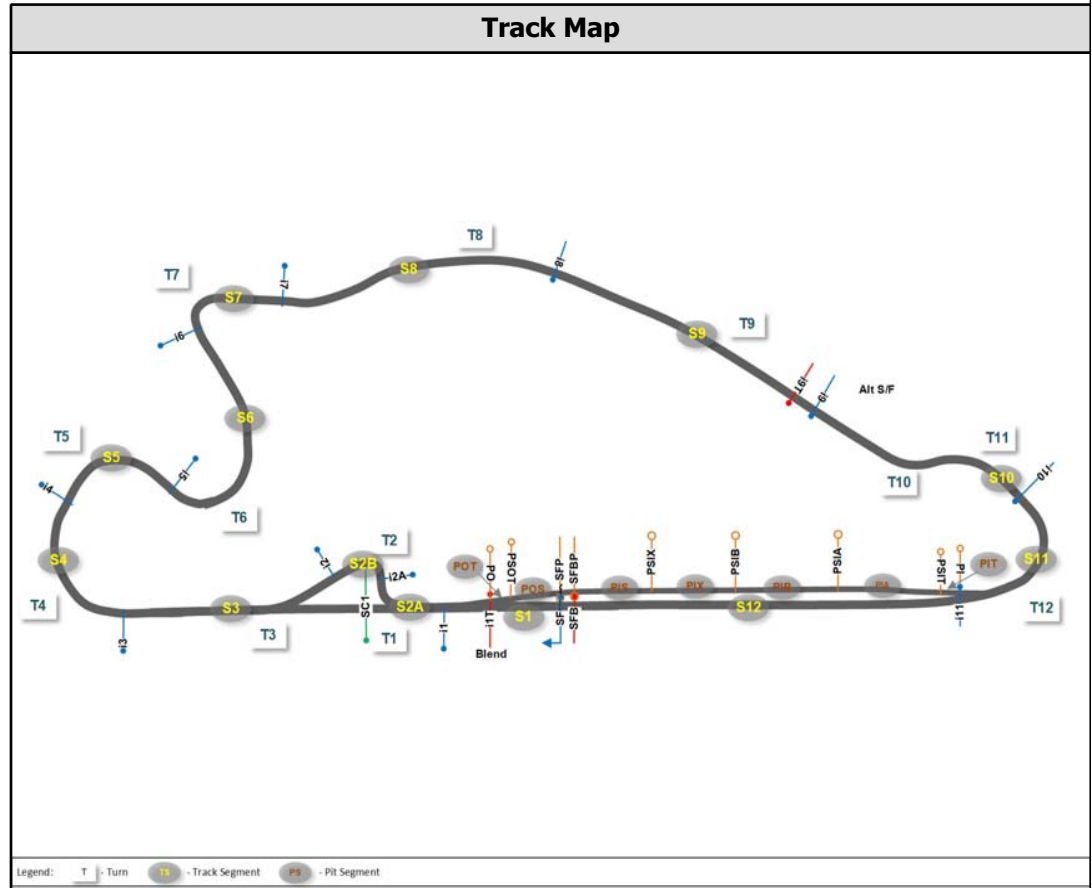 Track Map
T8
i8
T7
i7
S8
S7
i6
S9
T9
i9T
i9
Alt S/F
S6
T5
S5
i5
i4
T6
T11
S10
i10
T10
S4
T4
i2
T2
S2B
i2A
POT
PO
PSOT
POS
SFP
SFBP
PIS
PSIX
PIX
PSIB
PIB
PSIA
PIA
PSIT
PI
PIT
S11
T12
S3
T3
i3
SC1
T1
S2A
i1
i1T
Blend
S1
SF
SFB
S12
i11
Legend: T - Turn TS - Track Segment PS - Pit Segment